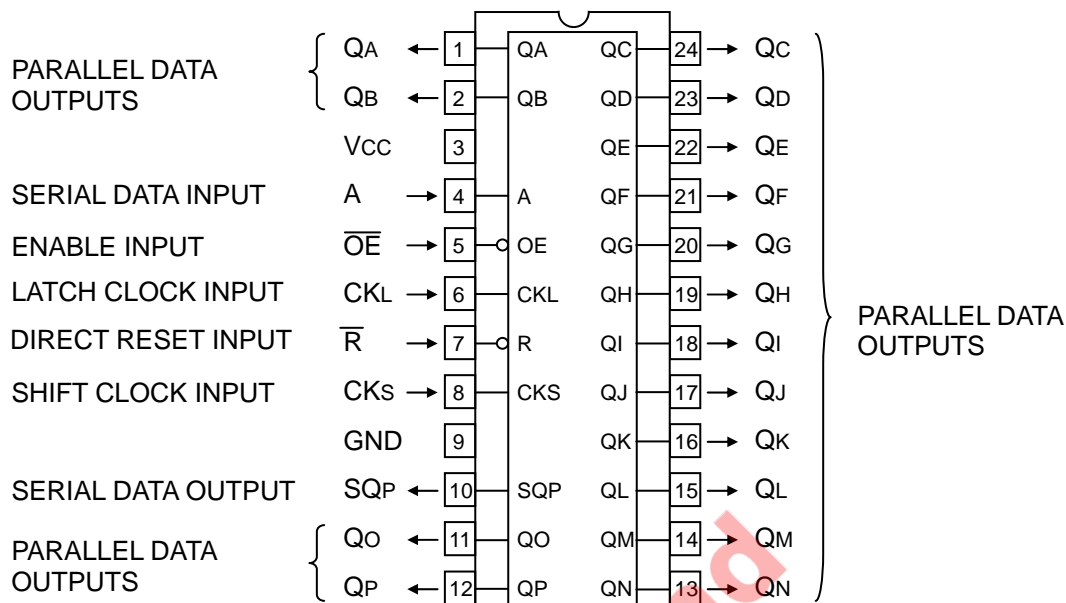 QA 1 QA QC 24 QC
PARALLEL DATA
OUTPUTS
QB 2 QB QD 23 QD
VCC 3 QE 22 QE
SERIAL DATA INPUT A 4 A QF 21 QF
ENABLE INPUT OE 5 OE QG 20 QG
LATCH CLOCK INPUT CKL 6 CKL QH 19 QH
DIRECT RESET INPUT R 7 R QI 18 QI
PARALLEL DATA
OUTPUTS
SHIFT CLOCK INPUT CKS 8 CKS QJ 17 QJ
GND 9 QK 16 QK
SERIAL DATA OUTPUT SQP 10 SQP QL 15 QL
PARALLEL DATA
OUTPUTS
QO 11 QO QM 14 QM
QP 12 QP QN 13 QN